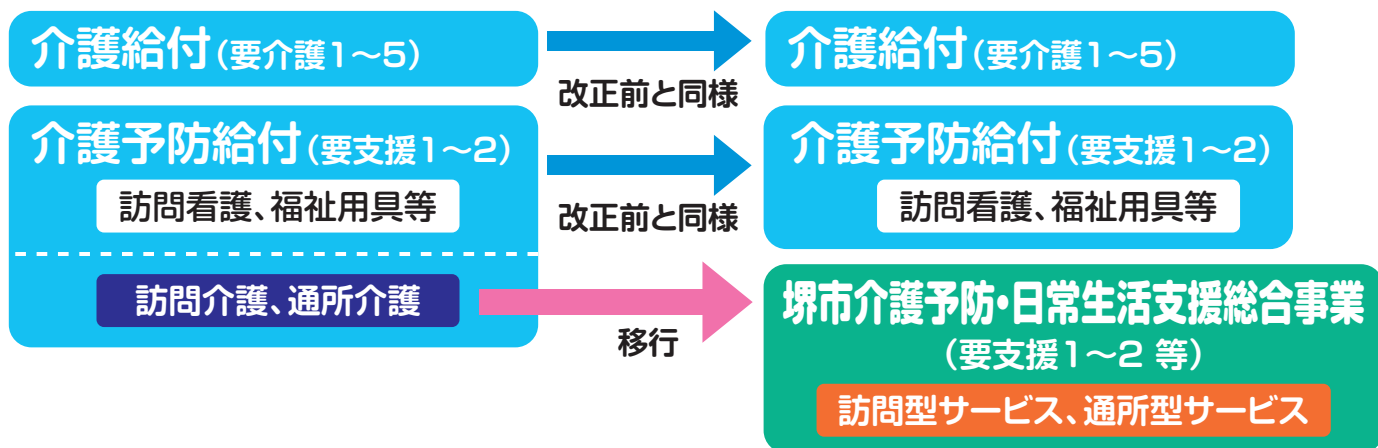 介護給付(要介護1～5)
改正前と同様
介護給付(要介護1～5)
介護予防給付(要支援1～2)
訪問看護、福祉用具等
改正前と同様
介護予防給付(要支援1～2)
訪問看護、福祉用具等
訪問介護、通所介護
移行
堺市介護予防・日常生活支援総合事業
(要支援1～2 等)
訪問型サービス、通所型サービス